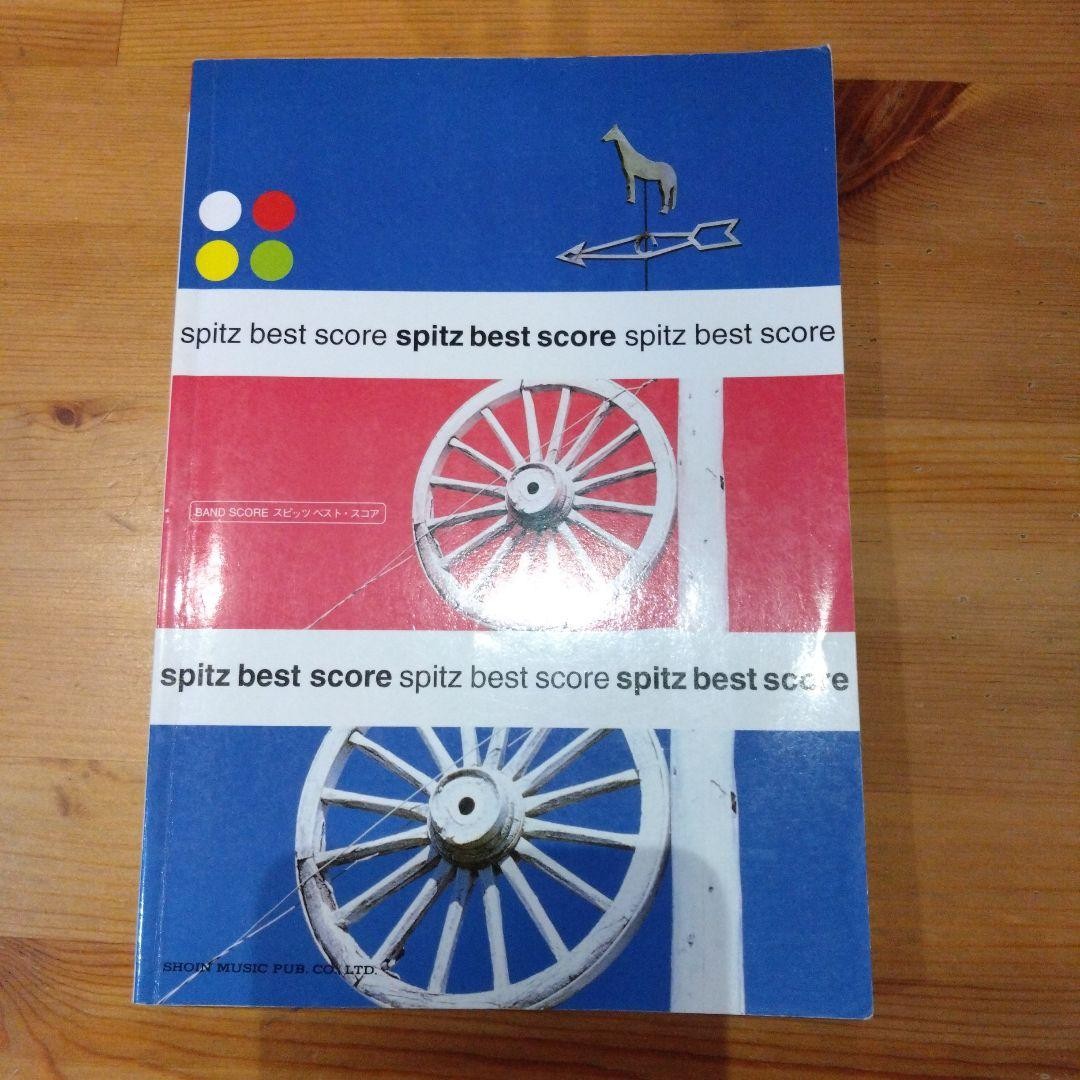 spitz best score spitz best score spitz best score
BAND SCORE スピッツ ベスト・スコア
spitz best score spitz best score spitz best score
SHOIN MUSIC PUB. CO., LTD.